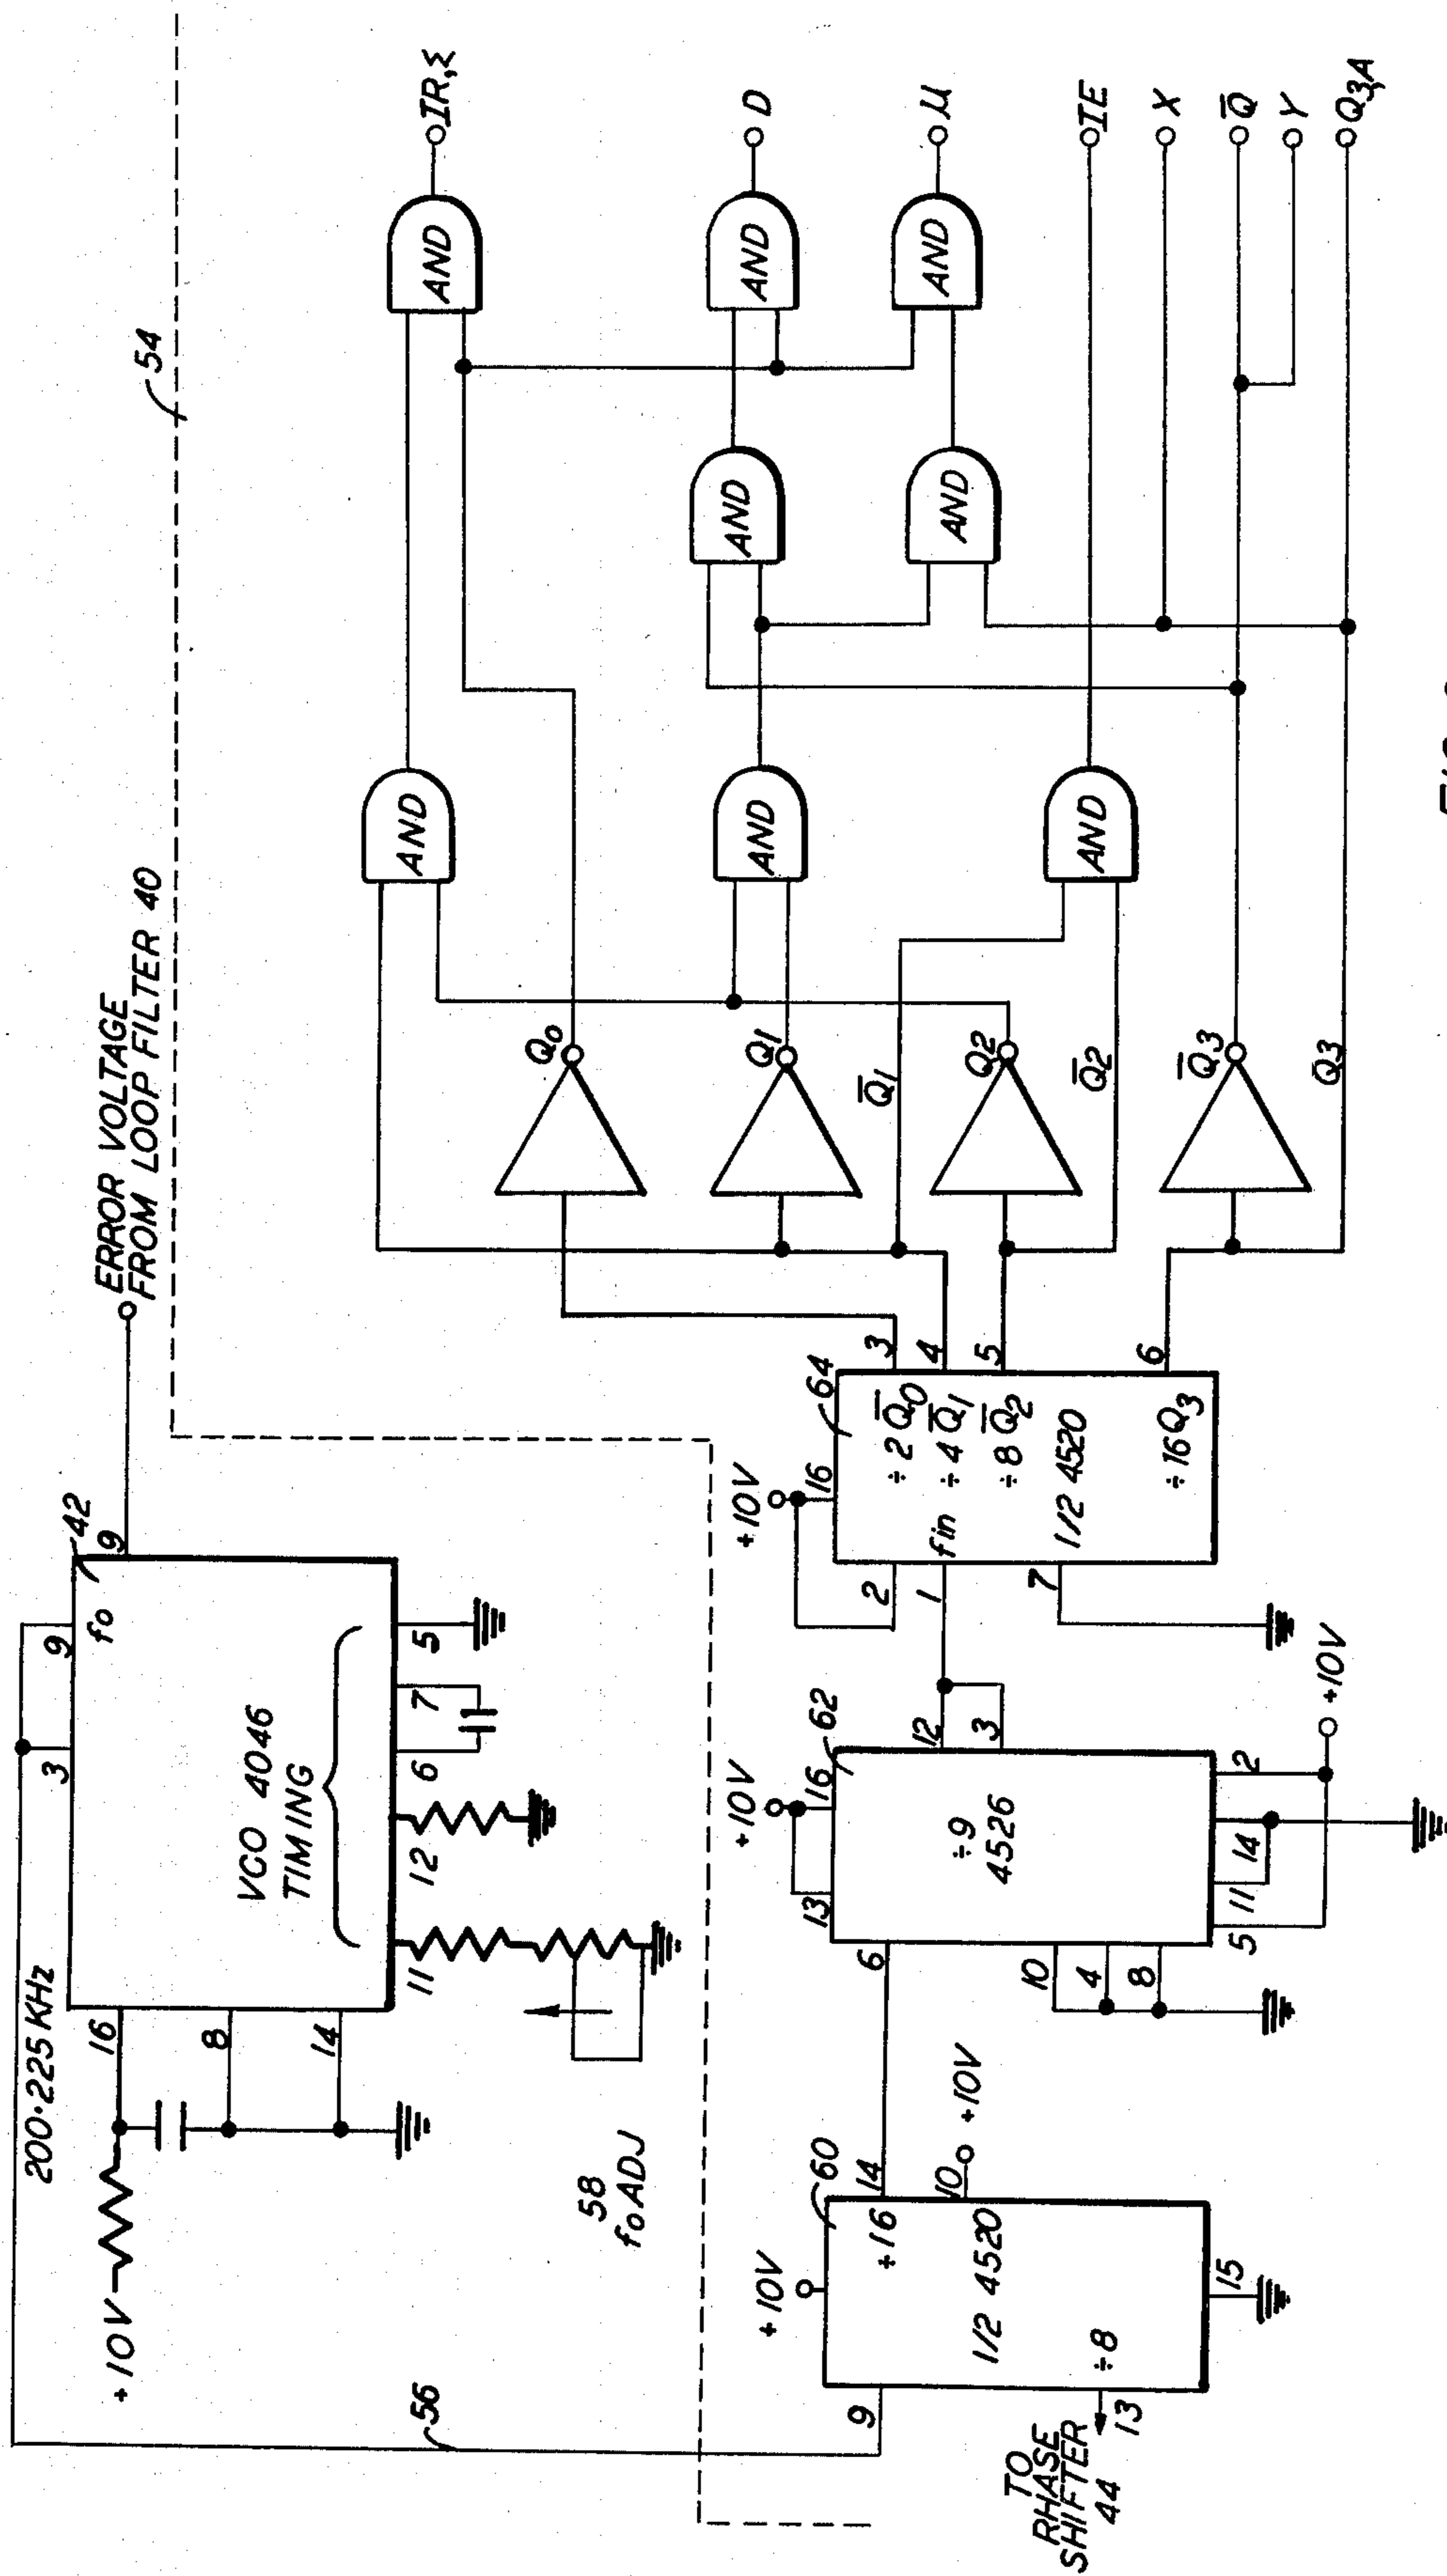 ERROR VOLTAGE
FROM LOOP FILTER 40
54
42
9
fo
9
3
VCO 4046
TIMING
5
7
6
12
11
16
8
14
200·225 KHz
+10V
58
fo ADJ
56
+10V
60
9
14
÷16
10
+10V
1/2 4520
÷8
13
15
TO
RHASE
SHIFTER
44
+10V
62
16
13
6
12
3
÷9
4526
10
4
8
5
11
14
2
+10V
+10V
64
16
2
1
7
fin
÷2 Q̅0
÷4 Q̅1
÷8 Q̅2
1/2 4520
÷16Q3
3
4
5
6
Q0
Q1
Q̅1
Q2
Q̅2
Q̅3
Q3
AND
AND
AND
AND
AND
AND
AND
AND
IR,Σ
D
μ
IE
X
Q̅
Y
Q3,A